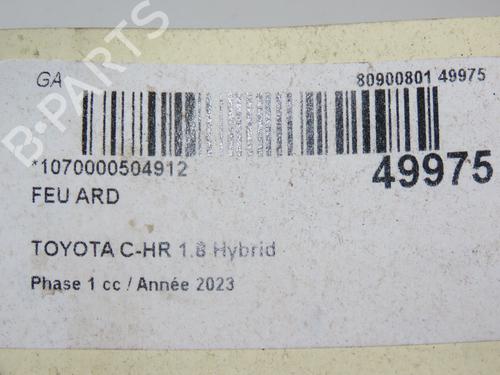 GA 80900801 49975
B-PARTS
*1070000504912 49975
FEU ARD
TOYOTA C-HR 1.8 Hybrid
Phase 1 cc / Année 2023